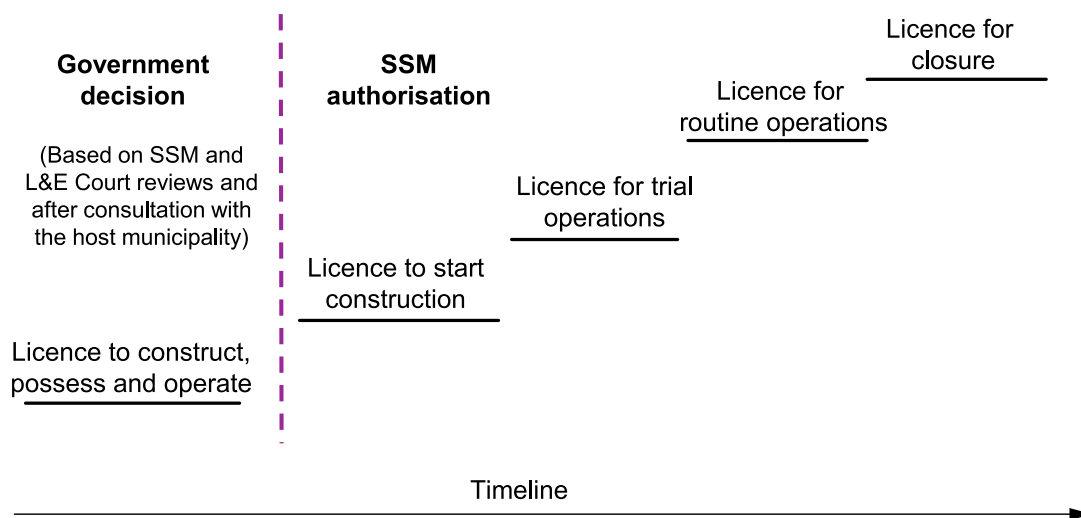 Government
decision
(Based on SSM and
L&E Court reviews and
after consultation with
the host municipality)
Licence to construct,
possess and operate
SSM
authorisation
Licence to start
construction
Licence for trial
operations
Licence for
routine operations
Licence for
closure
Timeline